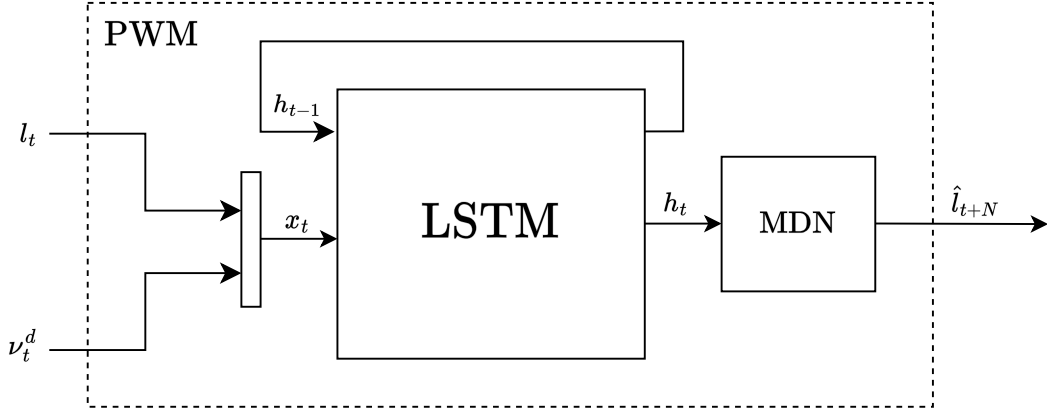 PWM
h_{t-1}
l_t
x_t
LSTM
h_t
MDN
\hat{l}_{t+N}
ν_t^d